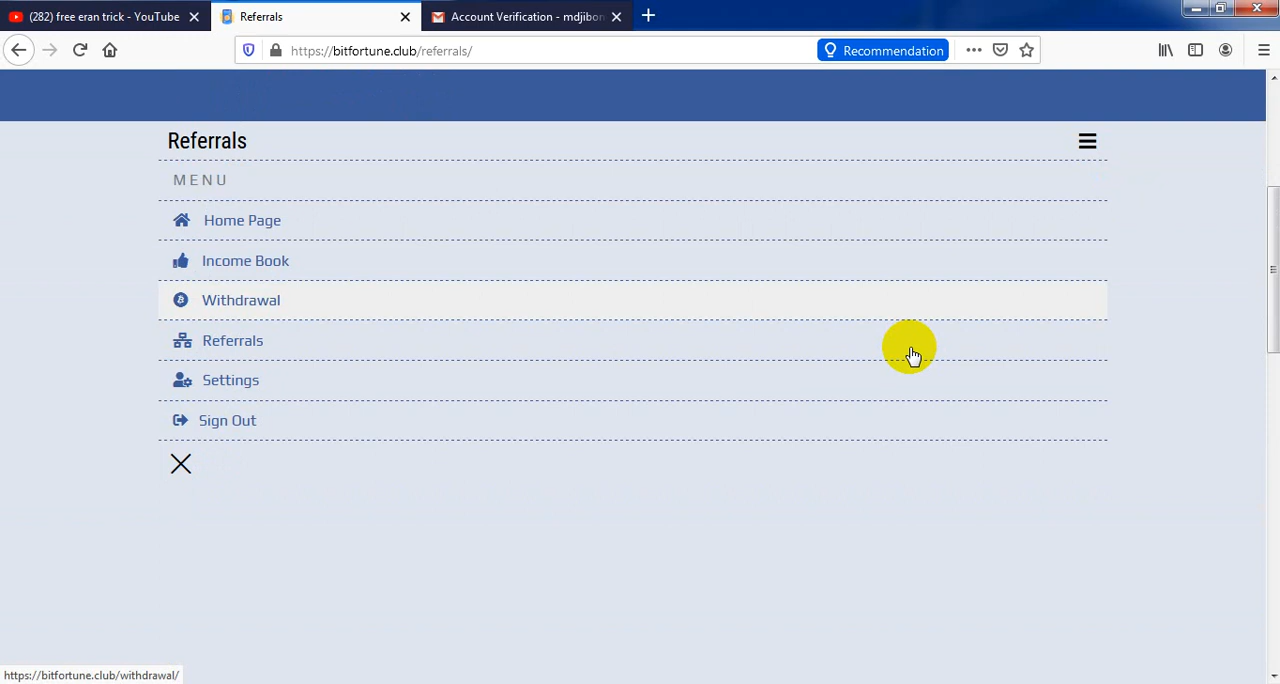 (282) free eran trick - YouTube
Referrals
Account Verification - mdjibon
https://bitfortune.club/referrals/
Recommendation
Referrals
MENU
Home Page
Income Book
Withdrawal
Referrals
Settings
Sign Out
https://bitfortune.club/withdrawal/